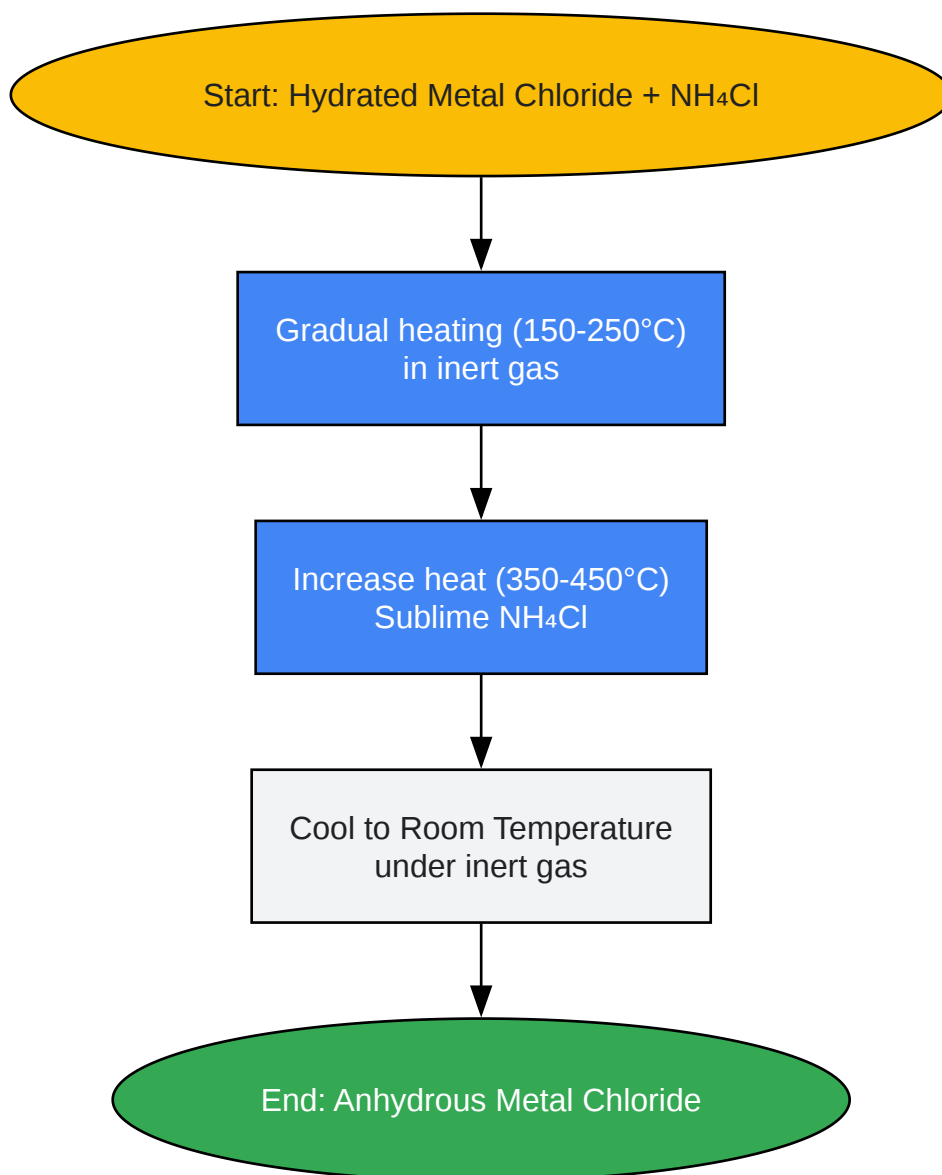 Start: Hydrated Metal Chloride + NH₄Cl
Gradual heating (150-250°C)
in inert gas
Increase heat (350-450°C)
Sublime NH₄Cl
Cool to Room Temperature
under inert gas
End: Anhydrous Metal Chloride